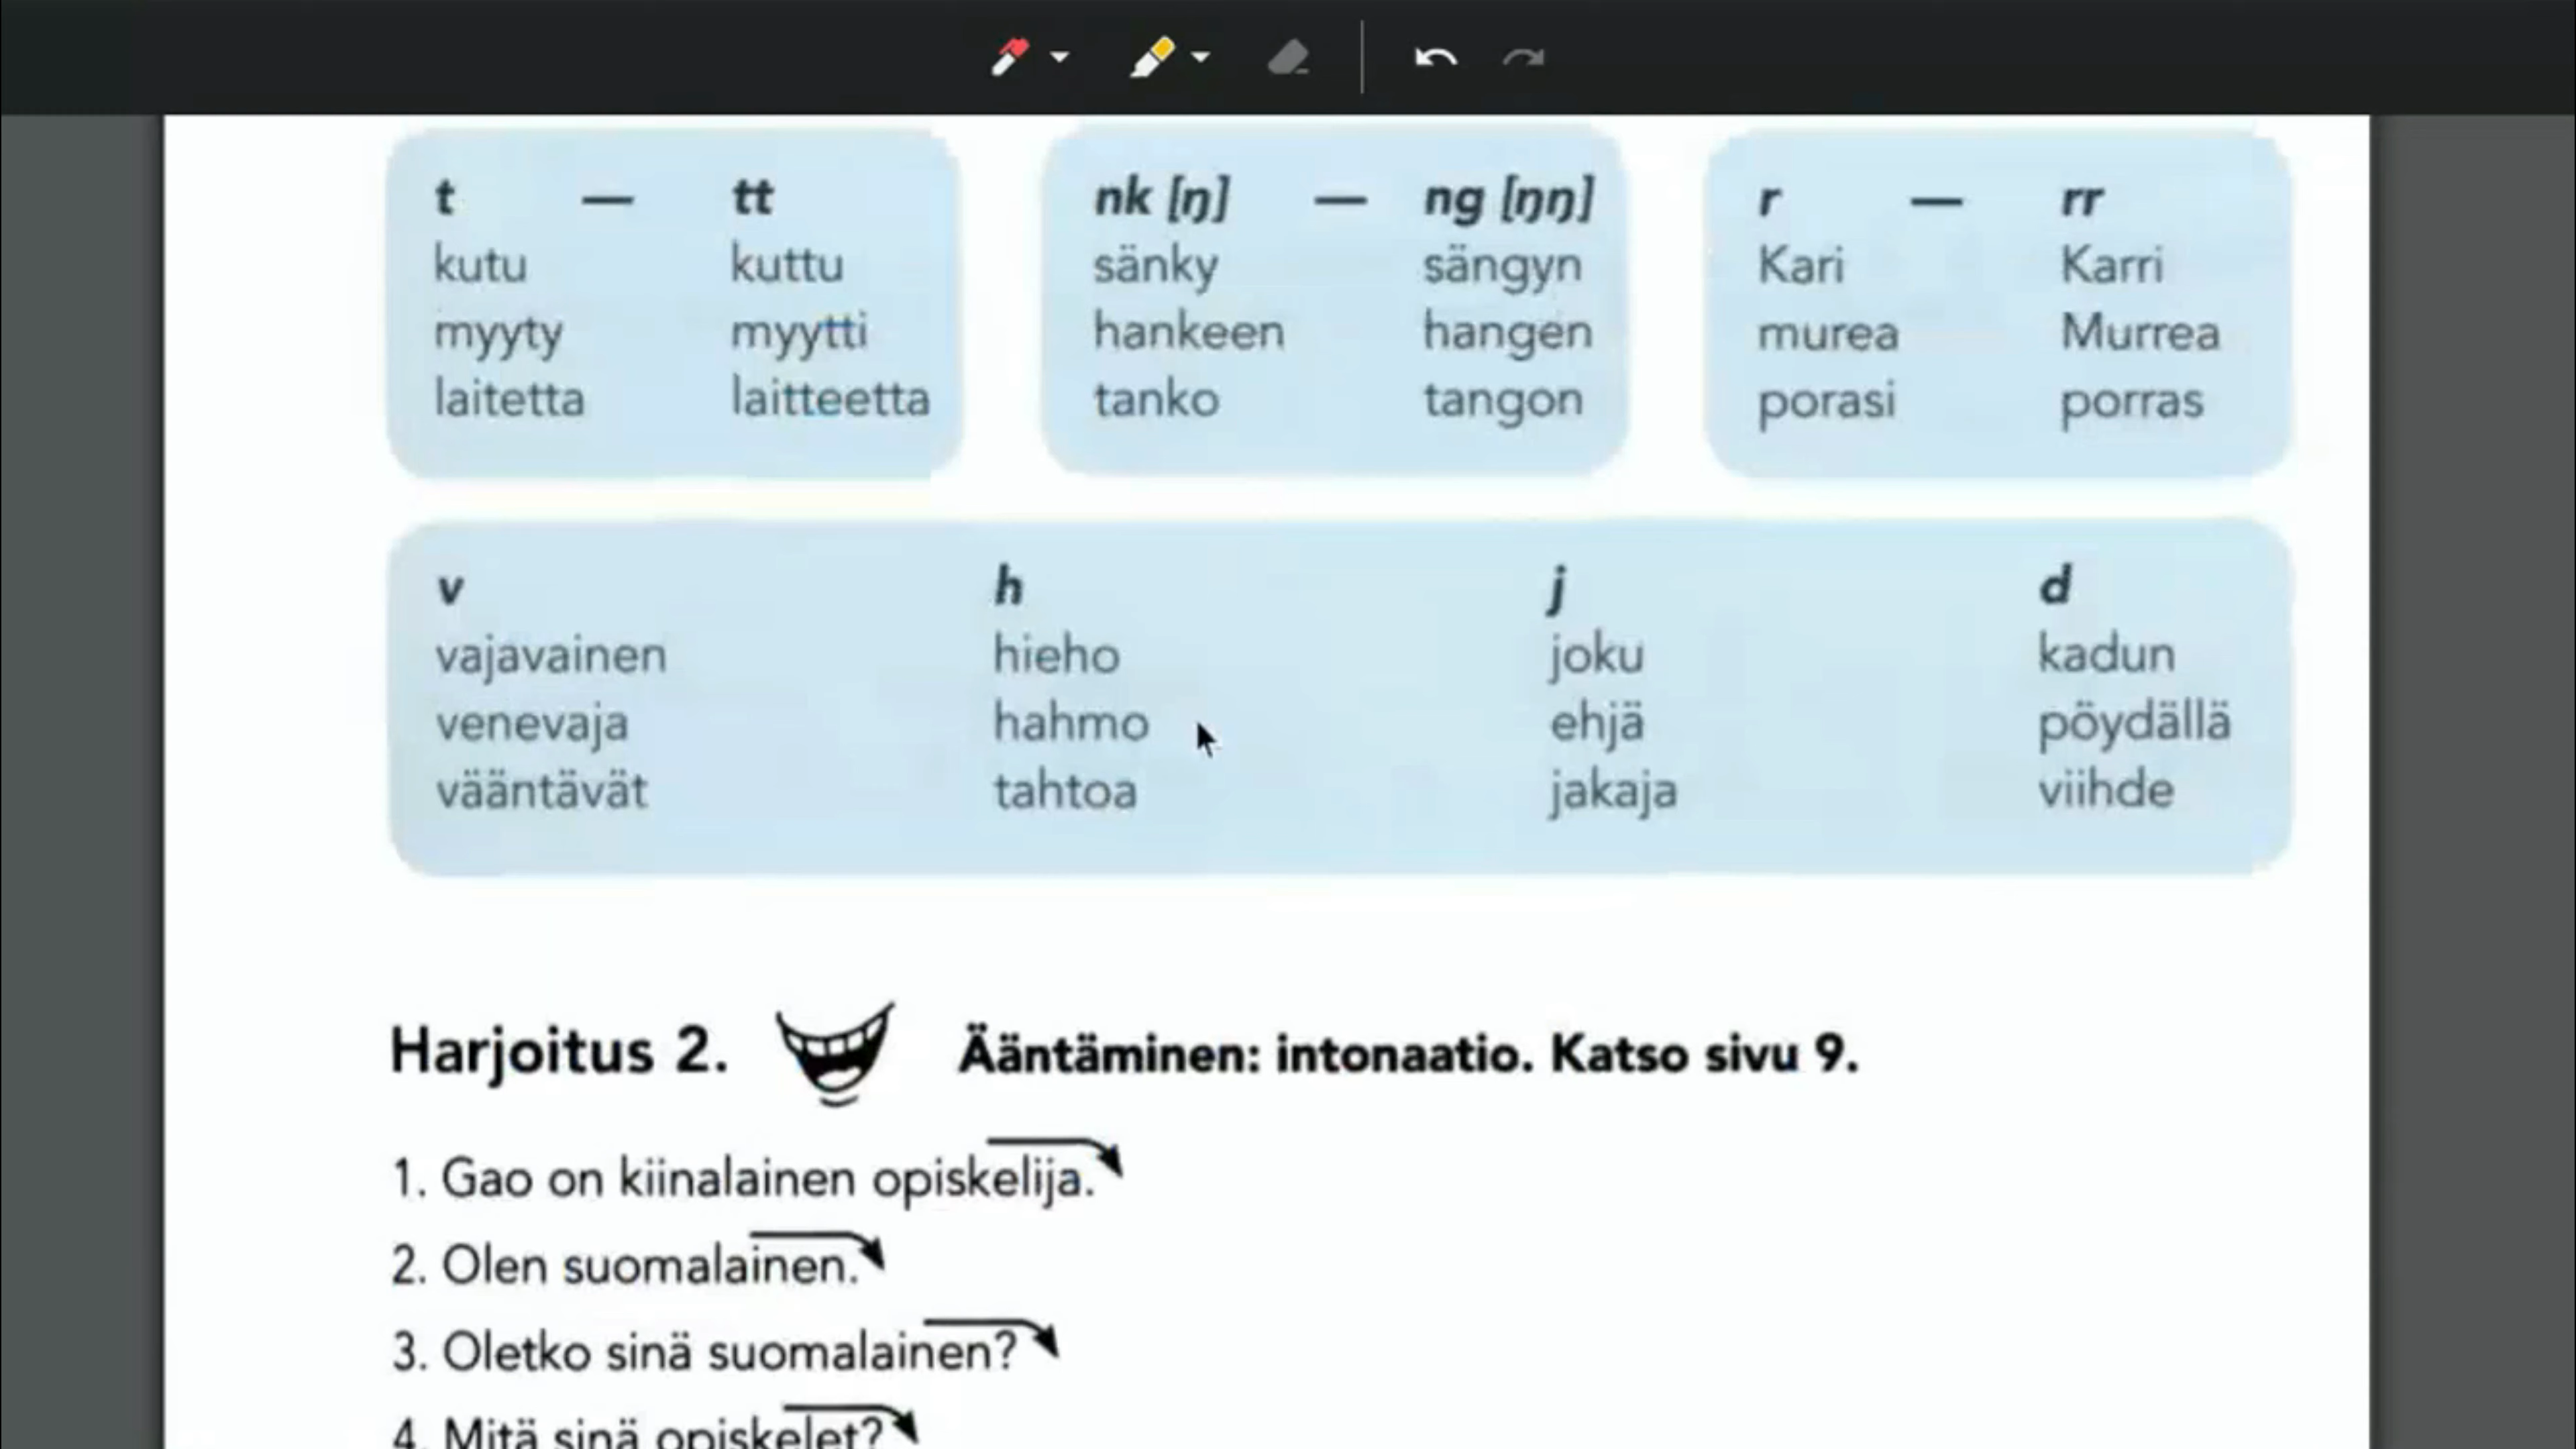 t — tt
kutu kuttu
myyty myytti
laitetta laitteetta
nk [ŋ] — ng [ŋŋ]
sänky sängyn
hankeen hangen
tanko tangon
r — rr
Kari Karri
murea Murrea
porasi porras
v h j d
vajavainen hieho joku kadun
venevaja hahmo ehjä pöydällä
vääntävät tahtoa jakaja viihde
Harjoitus 2. Ääntäminen: intonaatio. Katso sivu 9.
1. Gao on kiinalainen opiskelija.
2. Olen suomalainen.
3. Oletko sinä suomalainen?
4. Mitä sinä opiskelet?